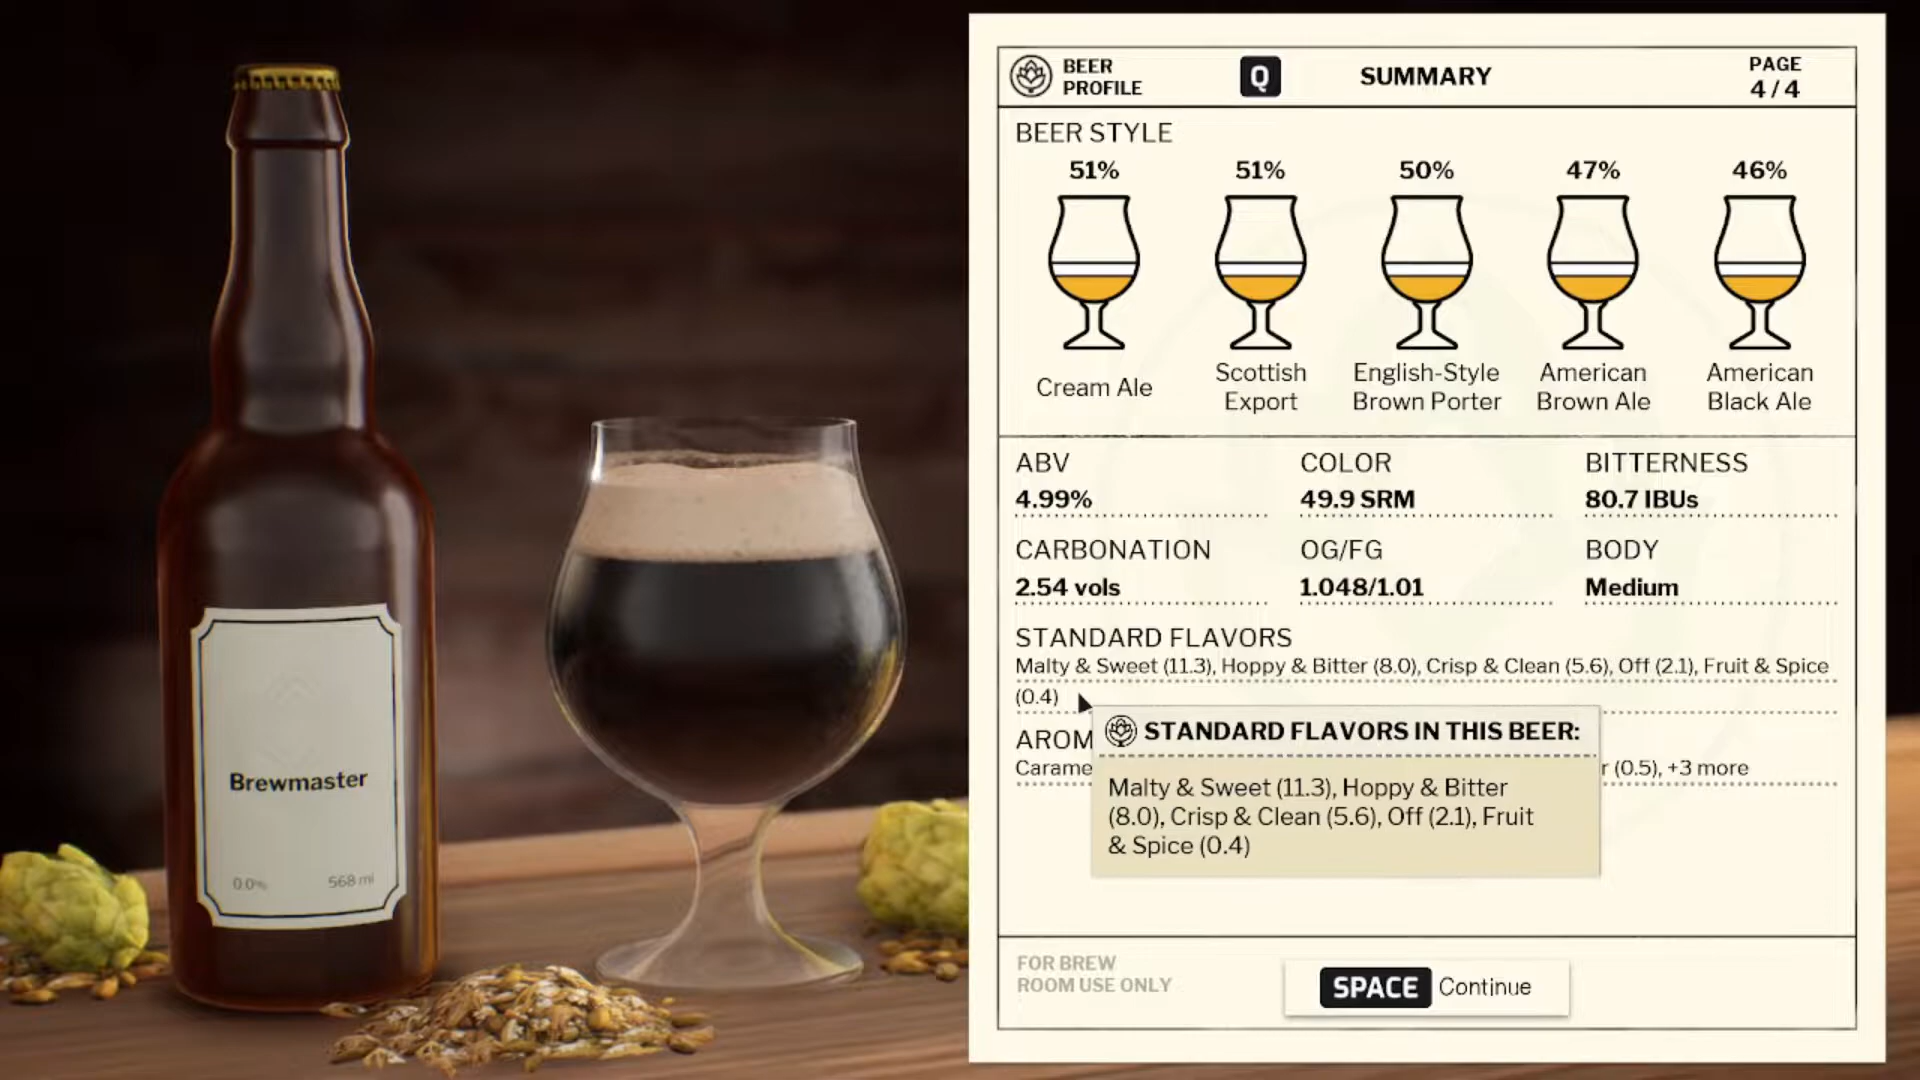 BEER
PROFILE
Q
SUMMARY
PAGE
4 / 4
BEER STYLE
51%
51%
50%
47%
46%
Cream Ale
Scottish
Export
English-Style
Brown Porter
American
Brown Ale
American
Black Ale
ABV
COLOR
BITTERNESS
4.99%
49.9 SRM
80.7 IBUs
CARBONATION
OG/FG
BODY
2.54 vols
1.048/1.01
Medium
STANDARD FLAVORS
Malty & Sweet (11.3), Hoppy & Bitter (8.0), Crisp & Clean (5.6), Off (2.1), Fruit & Spice
(0.4)
STANDARD FLAVORS IN THIS BEER:
Malty & Sweet (11.3), Hoppy & Bitter
(8.0), Crisp & Clean (5.6), Off (2.1), Fruit
& Spice (0.4)
AROM
Carame
r (0.5), +3 more
FOR BREW
ROOM USE ONLY
SPACE Continue
Brewmaster
0.0%
568 ml